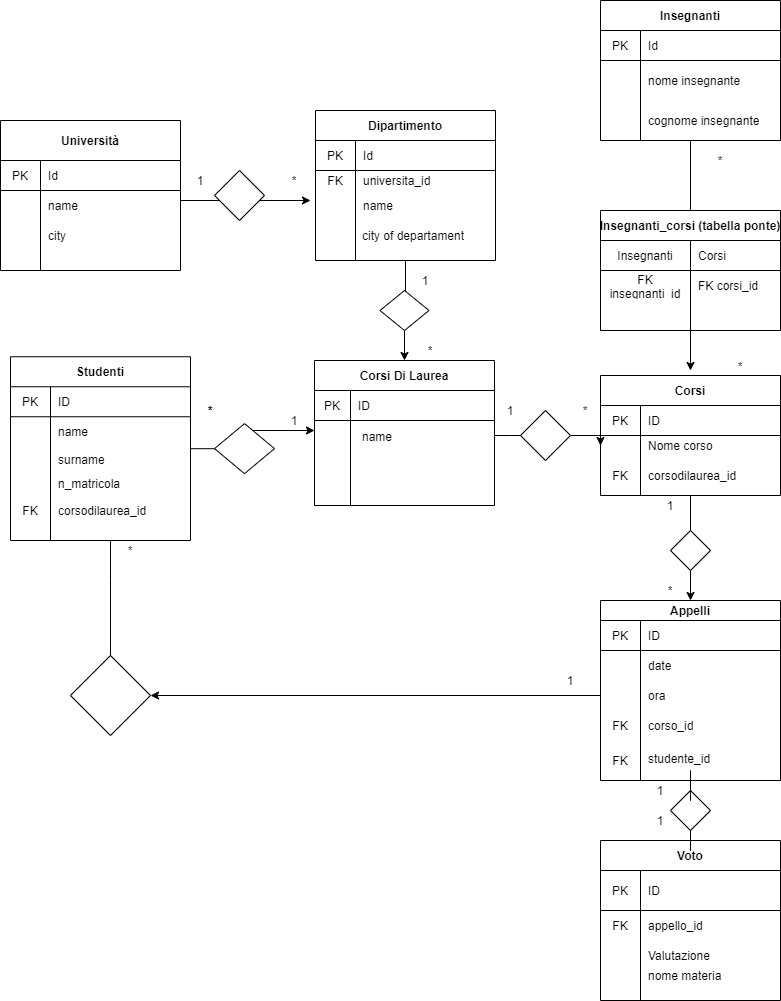 Insegnanti
PK Id
nome insegnante
cognome insegnante
*
Università
PK Id
name
city
1 *
Dipartimento
PK Id
FK universita_id
name
city of departament
1
*
Insegnanti_corsi (tabella ponte)
Insegnanti Corsi
FK insegnanti_id FK corsi_id
*
Studenti
PK ID
name
surname
n_matricola
FK corsodilaurea_id
* 1
*
Corsi Di Laurea
PK ID
name
1 *
Corsi
PK ID
Nome corso
FK corsodilaurea_id
1
*
Appelli
PK ID
date
ora
FK corso_id
FK studente_id
1
1
1
Voto
PK ID
FK appello_id
Valutazione
nome materia